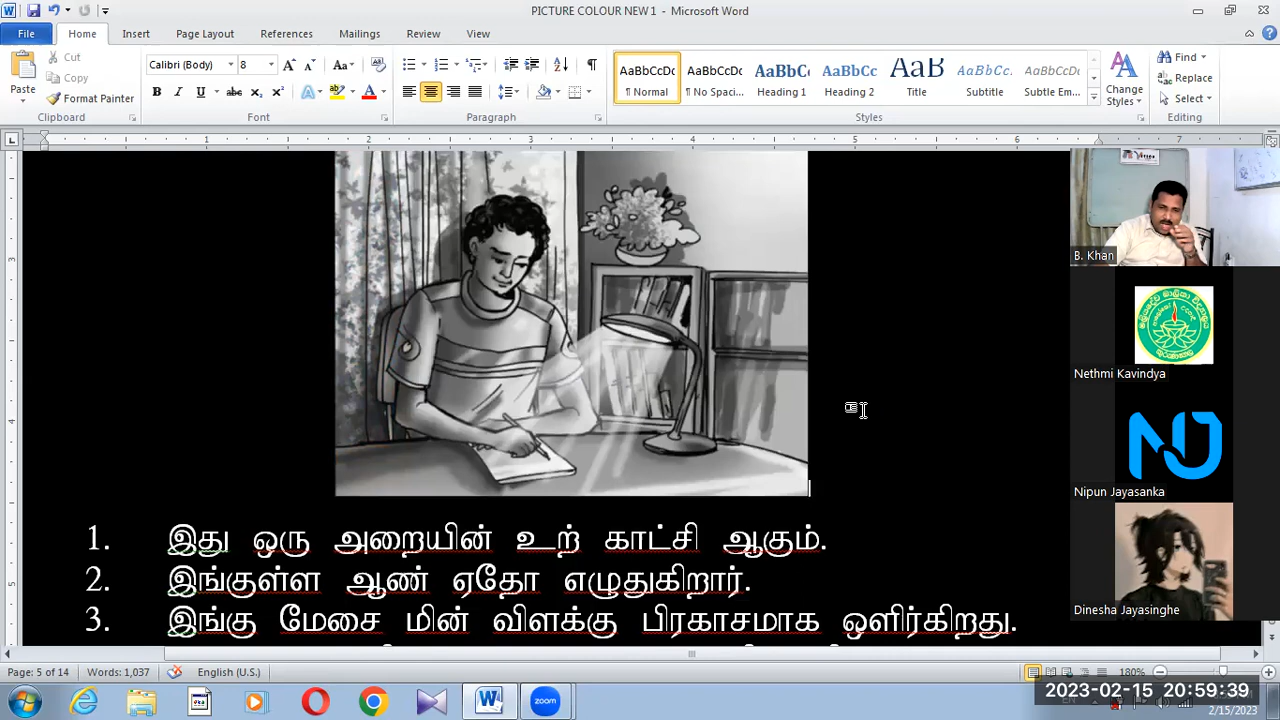 PICTURE COLOUR NEW 1 - Microsoft Word
File Home Insert Page Layout References Mailings Review View
Cut
Copy
Format Painter
Paste
Calibri (Body) 8
AaBbCcDc AaBbCcDc AaBbCc AaBbCc AaB AaBbCcDc AaBbCcDc
¶ Normal ¶ No Spaci... Heading 1 Heading 2 Title Subtitle Subtle Em...
Change Styles
Find
Replace
Select
Clipboard Font Paragraph Styles Editing
B. Khan
Nethmi Kavindya
Nipun Jayasanka
Dinesha Jayasinghe
1. இது ஒரு அறையின் உற் காட்சி ஆகும்.
2. இங்குள்ள ஆண் ஏதோ எழுதுகிறார்.
3. இங்கு மேசை மின் விளக்கு பிரகாசமாக ஒளிர்கிறது.
Page: 5 of 14 Words: 1,037 English (U.S.) 180%
zoom
2023-02-15 20:59:39
2/15/2023